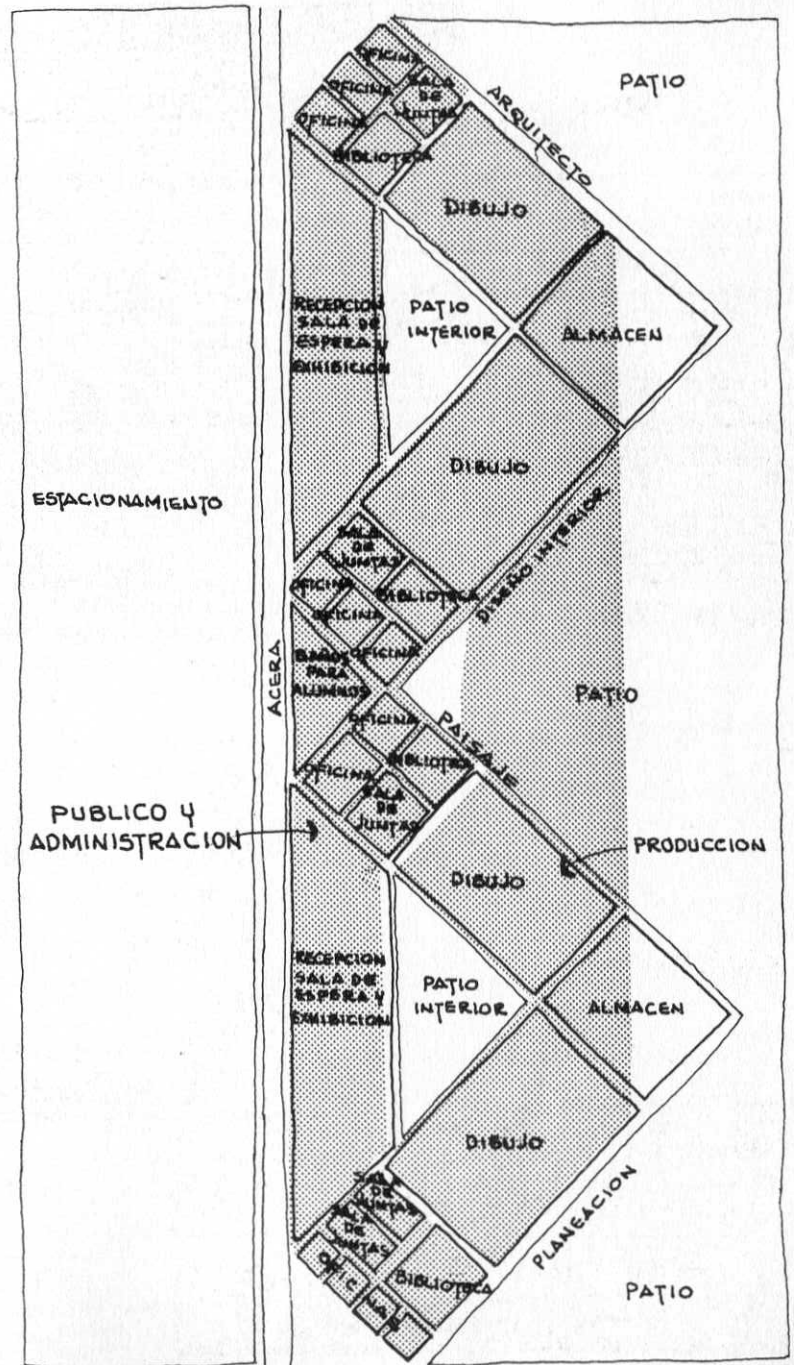 OFICINA
OFICINA
OFICINA
SALA
DE
JUNTAS
BIBLIOTECA
ARQUITECTO
PATIO
DIBUJO
RECEPCION
SALA DE
ESPERA Y
EXHIBICION
PATIO
INTERIOR
ALMACEN
DIBUJO
ESTACIONAMIENTO
SALA
DE
JUNTAS
OFICINA
BIBLIOTECA
OFICINA
OFICINA
DISEÑO INTERIOR.
BAÑOS
PARA
ALUMNOS
ACERA
PATIO
OFICINA
PAISAJE
BIBLIOTECA
OFICINA
SALA
DE
JUNTAS
PUBLICO Y
ADMINISTRACION
PRODUCCION
DIBUJO
RECEPCION
SALA DE
ESPERA Y
EXHIBICION
PATIO
INTERIOR
ALMACEN
DIBUJO
SALA
DE
JUNTAS
SALA
DE
JUNTAS
BIBLIOTECA
PLANEACION
PATIO